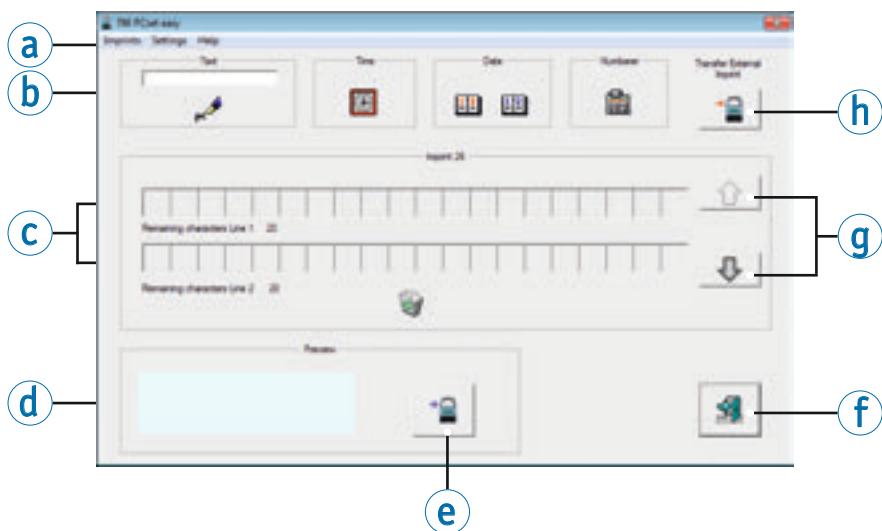 TRI PCset easy
Imprints Settings Help
Text
Time
Date
Numberer
Transfer External
Imprint
Imprint 26
Remaining characters Line 1 20
Remaining characters Line 2 20
Preview
a
b
c
d
e
f
g
h